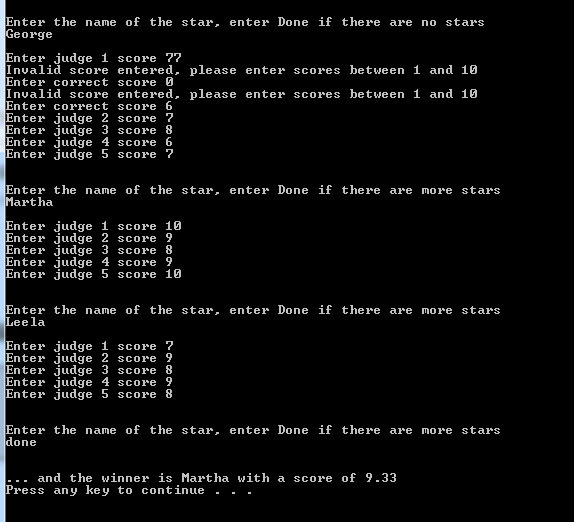 Enter the name of the star, enter Done if there are no stars
George
Enter judge 1 score 77
Invalid score entered, please enter scores between 1 and 10
Enter correct score 0
Invalid score entered, please enter scores between 1 and 10
Enter correct score 6
Enter judge 2 score 7
Enter judge 3 score 8
Enter judge 4 score 6
Enter judge 5 score 7
Enter the name of the star, enter Done if there are more stars
Martha
Enter judge 1 score 10
Enter judge 2 score 9
Enter judge 3 score 8
Enter judge 4 score 9
Enter judge 5 score 10
Enter the name of the star, enter Done if there are more stars
Leela
Enter judge 1 score 7
Enter judge 2 score 9
Enter judge 3 score 8
Enter judge 4 score 9
Enter judge 5 score 8
Enter the name of the star, enter Done if there are more stars
done
... and the winner is Martha with a score of 9.33
Press any key to continue . . .